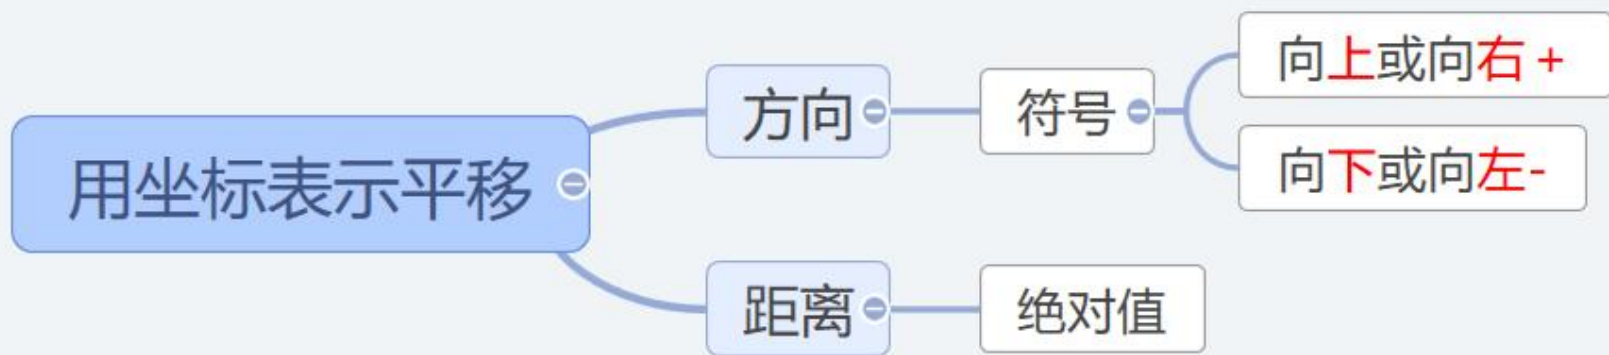 用坐标表示平移
方向
符号
向上或向右+
向下或向左-
距离
绝对值